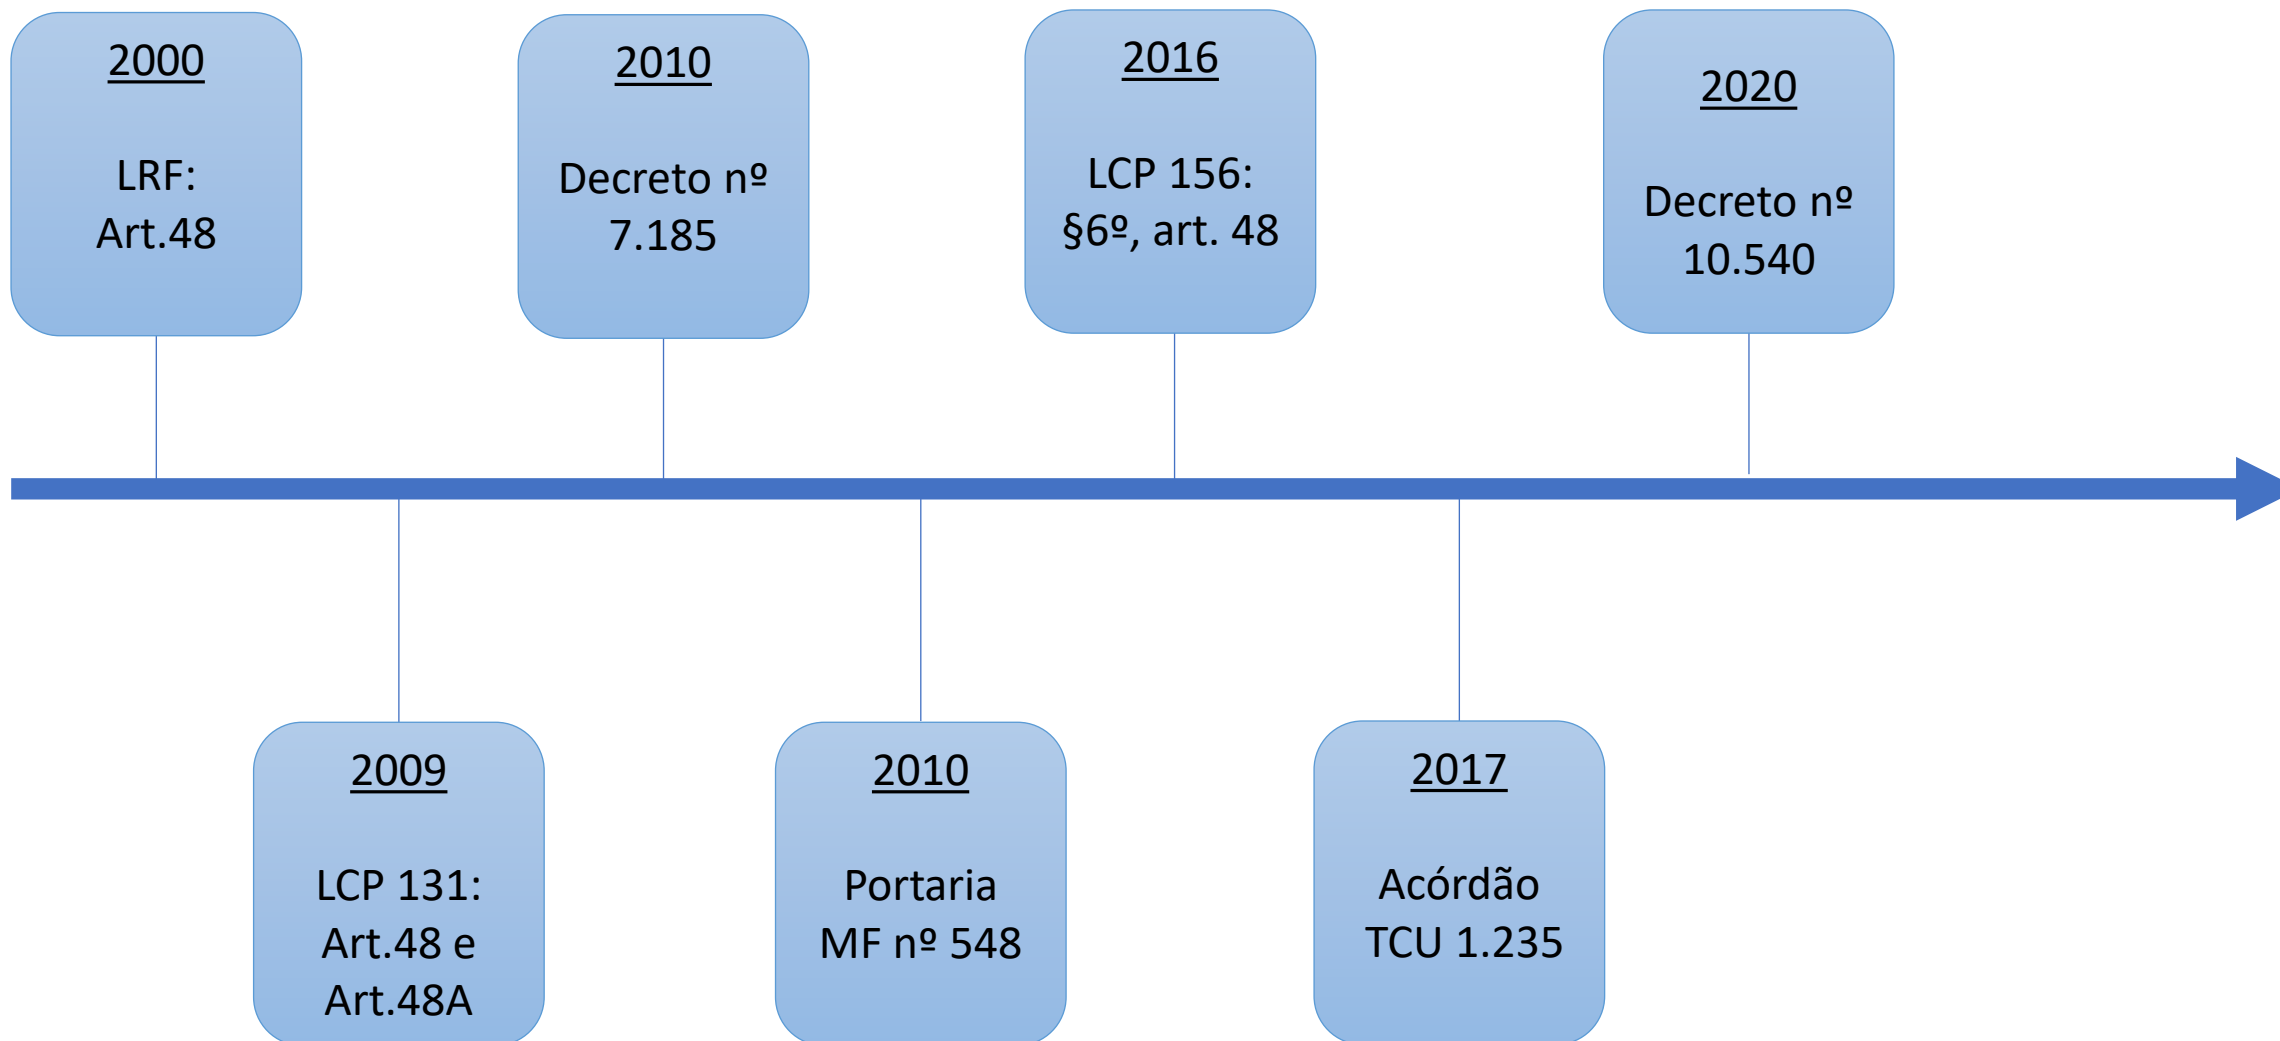 2000
LRF:
Art.48
2010
Decreto nº
7.185
2016
LCP 156:
§6º, art. 48
2020
Decreto nº
10.540
2009
LCP 131:
Art.48 e
Art.48A
2010
Portaria
MF nº 548
2017
Acórdão
TCU 1.235